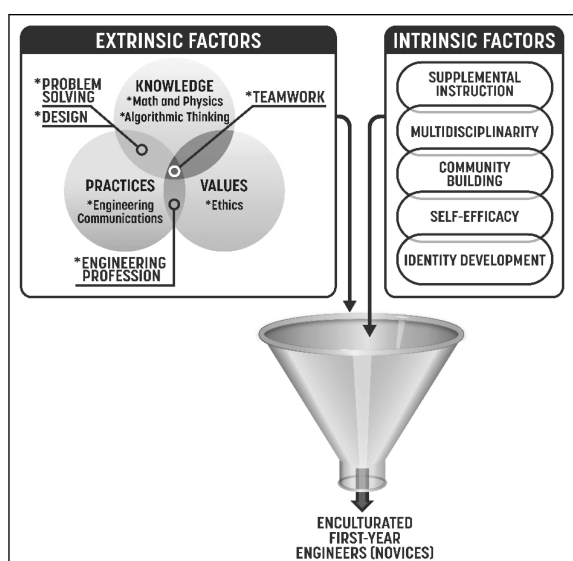 EXTRINSIC FACTORS
*PROBLEM
SOLVING
*DESIGN
KNOWLEDGE
*Math and Physics
*Algorithmic Thinking
*TEAMWORK
PRACTICES
*Engineering
Communications
VALUES
*Ethics
*ENGINEERING
PROFESSION
INTRINSIC FACTORS
SUPPLEMENTAL
INSTRUCTION
MULTIDISCIPLINARITY
COMMUNITY
BUILDING
SELF-EFFICACY
IDENTITY DEVELOPMENT
ENCULTURATED
FIRST-YEAR
ENGINEERS (NOVICES)